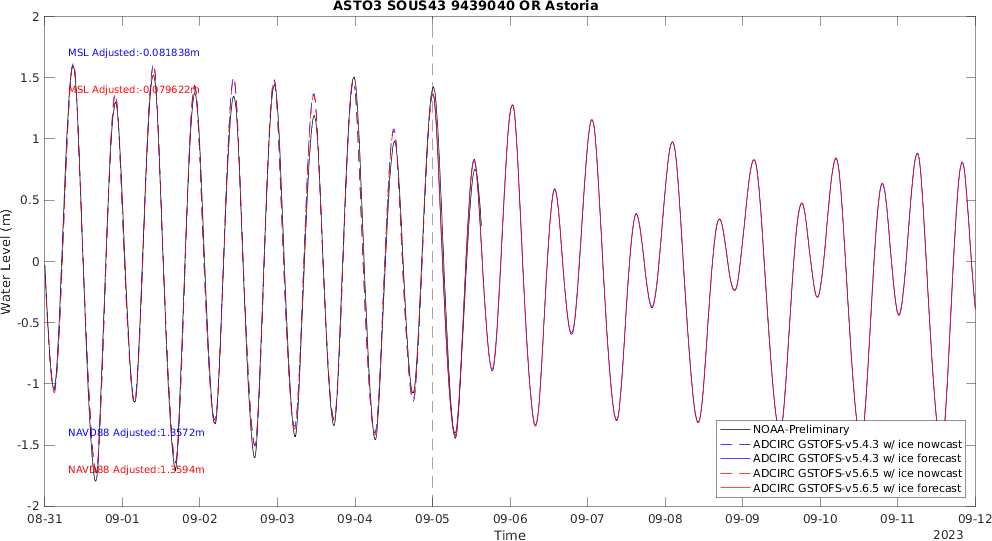 ASTO3 SOUS43 9439040 OR Astoria
2
1.5
1
0.5
0
-0.5
-1
-1.5
-2
Water Level (m)
MSL Adjusted:-0.081838m
MSL Adjusted:-0.079622m
NAVD88 Adjusted:1.3572m
NAVD88 Adjusted:1.3594m
NOAA-Preliminary
ADCIRC GSTOFS-v5.4.3 w/ ice nowcast
ADCIRC GSTOFS-v5.4.3 w/ ice forecast
ADCIRC GSTOFS-v5.6.5 w/ ice nowcast
ADCIRC GSTOFS-v5.6.5 w/ ice forecast
08-31 09-01 09-02 09-03 09-04 09-05 09-06 09-07 09-08 09-09 09-10 09-11 09-12
Time
2023